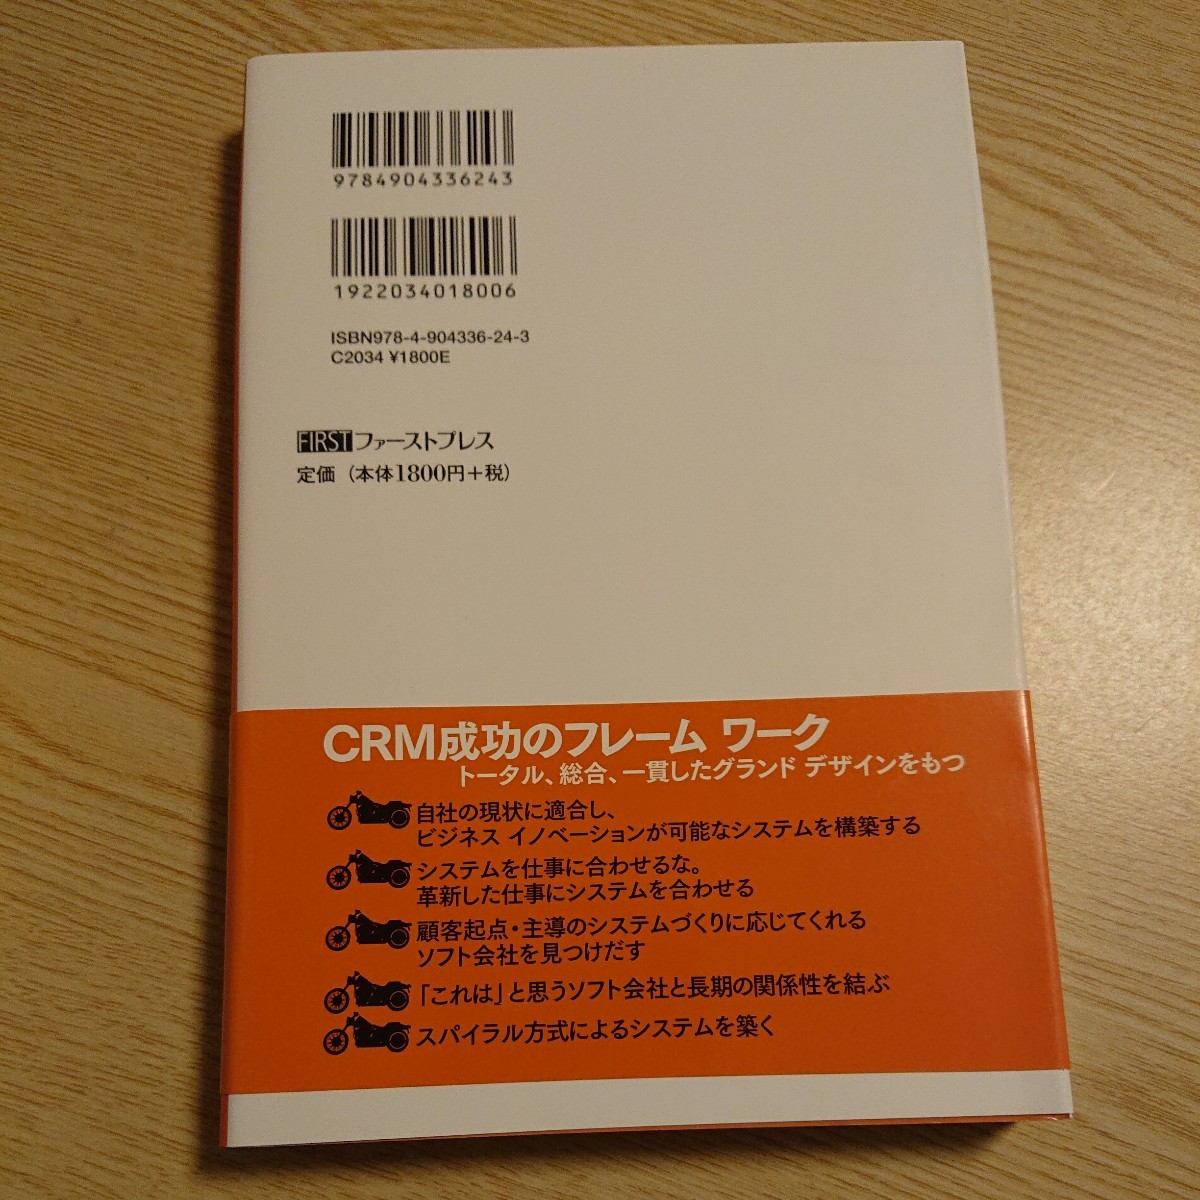 9784904336243
1922034018006
ISBN978-4-904336-24-3
C2034 ¥1800E
FIRSTファーストプレス
定価（本体1800円＋税）
CRM成功のフレーム ワーク
トータル、総合、一貫したグランド デザインをもつ
自社の現状に適合し、
ビジネス イノベーションが可能なシステムを構築する
システムを仕事に合わせるな。
革新した仕事にシステムを合わせる
顧客起点・主導のシステムづくりに応じてくれる
ソフト会社を見つけだす
「これは」と思うソフト会社と長期の関係性を結ぶ
スパイラル方式によるシステムを築く